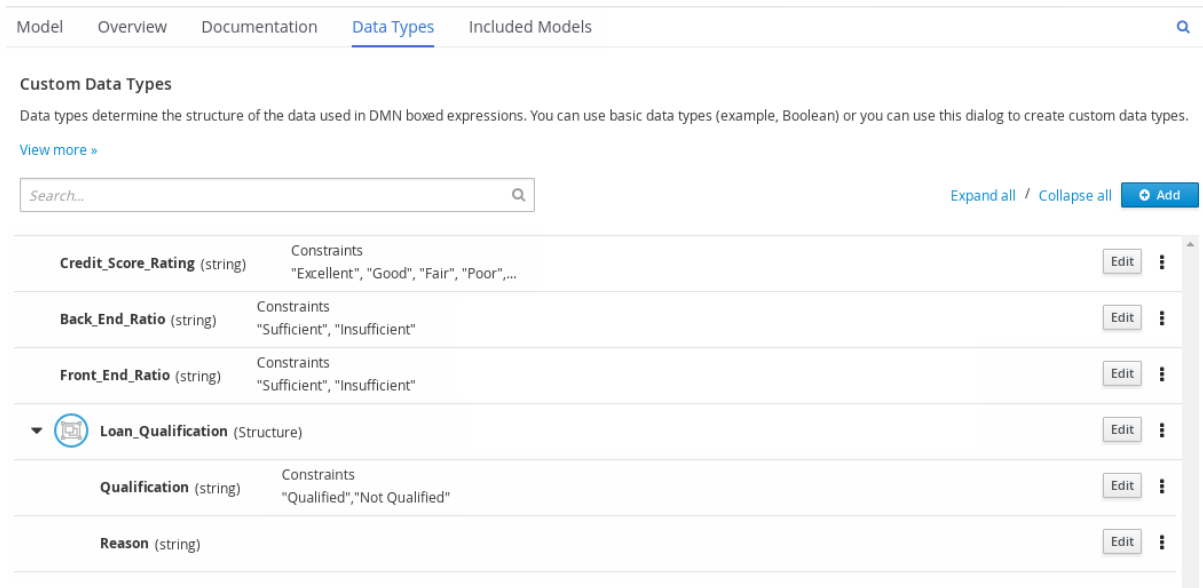 Model Overview Documentation Data Types Included Models
Custom Data Types
Data types determine the structure of the data used in DMN boxed expressions. You can use basic data types (example, Boolean) or you can use this dialog to create custom data types.
View more »
Search...
Expand all / Collapse all Add
Credit_Score_Rating (string) Constraints Edit
"Excellent", "Good", "Fair", "Poor",...
Back_End_Ratio (string) Constraints Edit
"Sufficient", "Insufficient"
Front_End_Ratio (string) Constraints Edit
"Sufficient", "Insufficient"
Loan_Qualification (Structure) Edit
Qualification (string) Constraints Edit
"Qualified","Not Qualified"
Reason (string) Edit